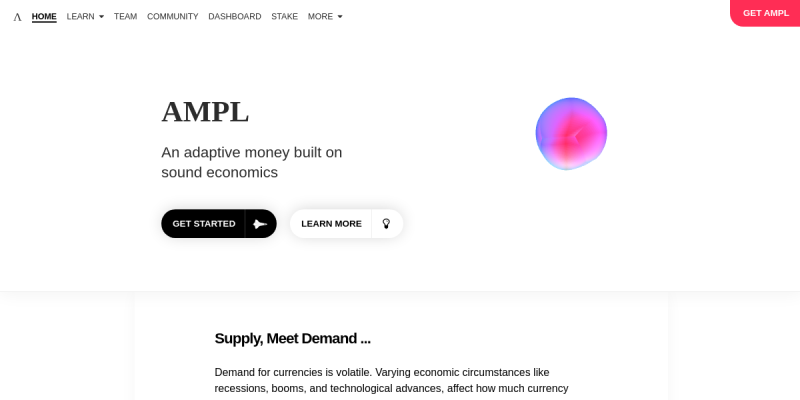 Λ HOME LEARN TEAM COMMUNITY DASHBOARD STAKE MORE GET AMPL
AMPL
An adaptive money built on
sound economics
GET STARTED LEARN MORE
Supply, Meet Demand ...
Demand for currencies is volatile. Varying economic circumstances like
recessions, booms, and technological advances, affect how much currency